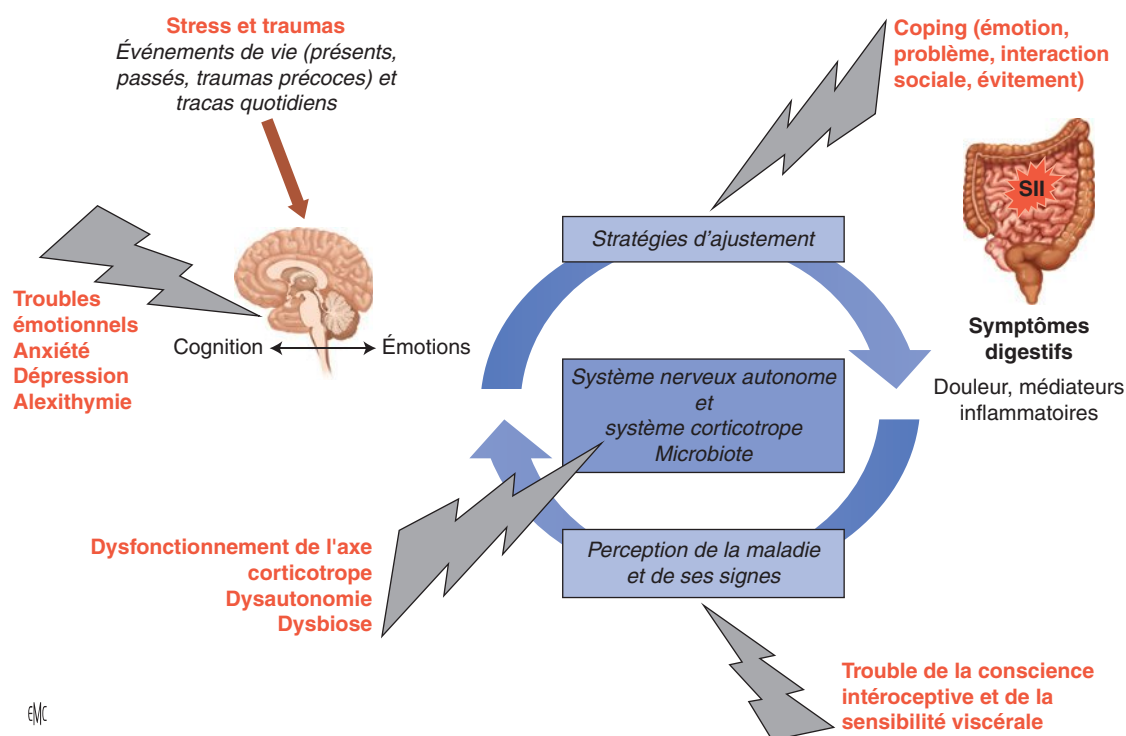 Stress et traumas
Événements de vie (présents,
passés, traumas précoces) et
tracas quotidiens
Coping (émotion,
problème, interaction
sociale, évitement)
SII
Stratégies d'ajustement
Troubles
émotionnels
Anxiété
Dépression
Alexithymie
Cognition
Émotions
Symptômes
digestifs
Douleur, médiateurs
inflammatoires
Système nerveux autonome
et
système corticotrope
Microbiote
Dysfonctionnement de l'axe
corticotrope
Dysautonomie
Dysbiose
Perception de la maladie
et de ses signes
Trouble de la conscience
intéroceptive et de la
sensibilité viscérale
EMC